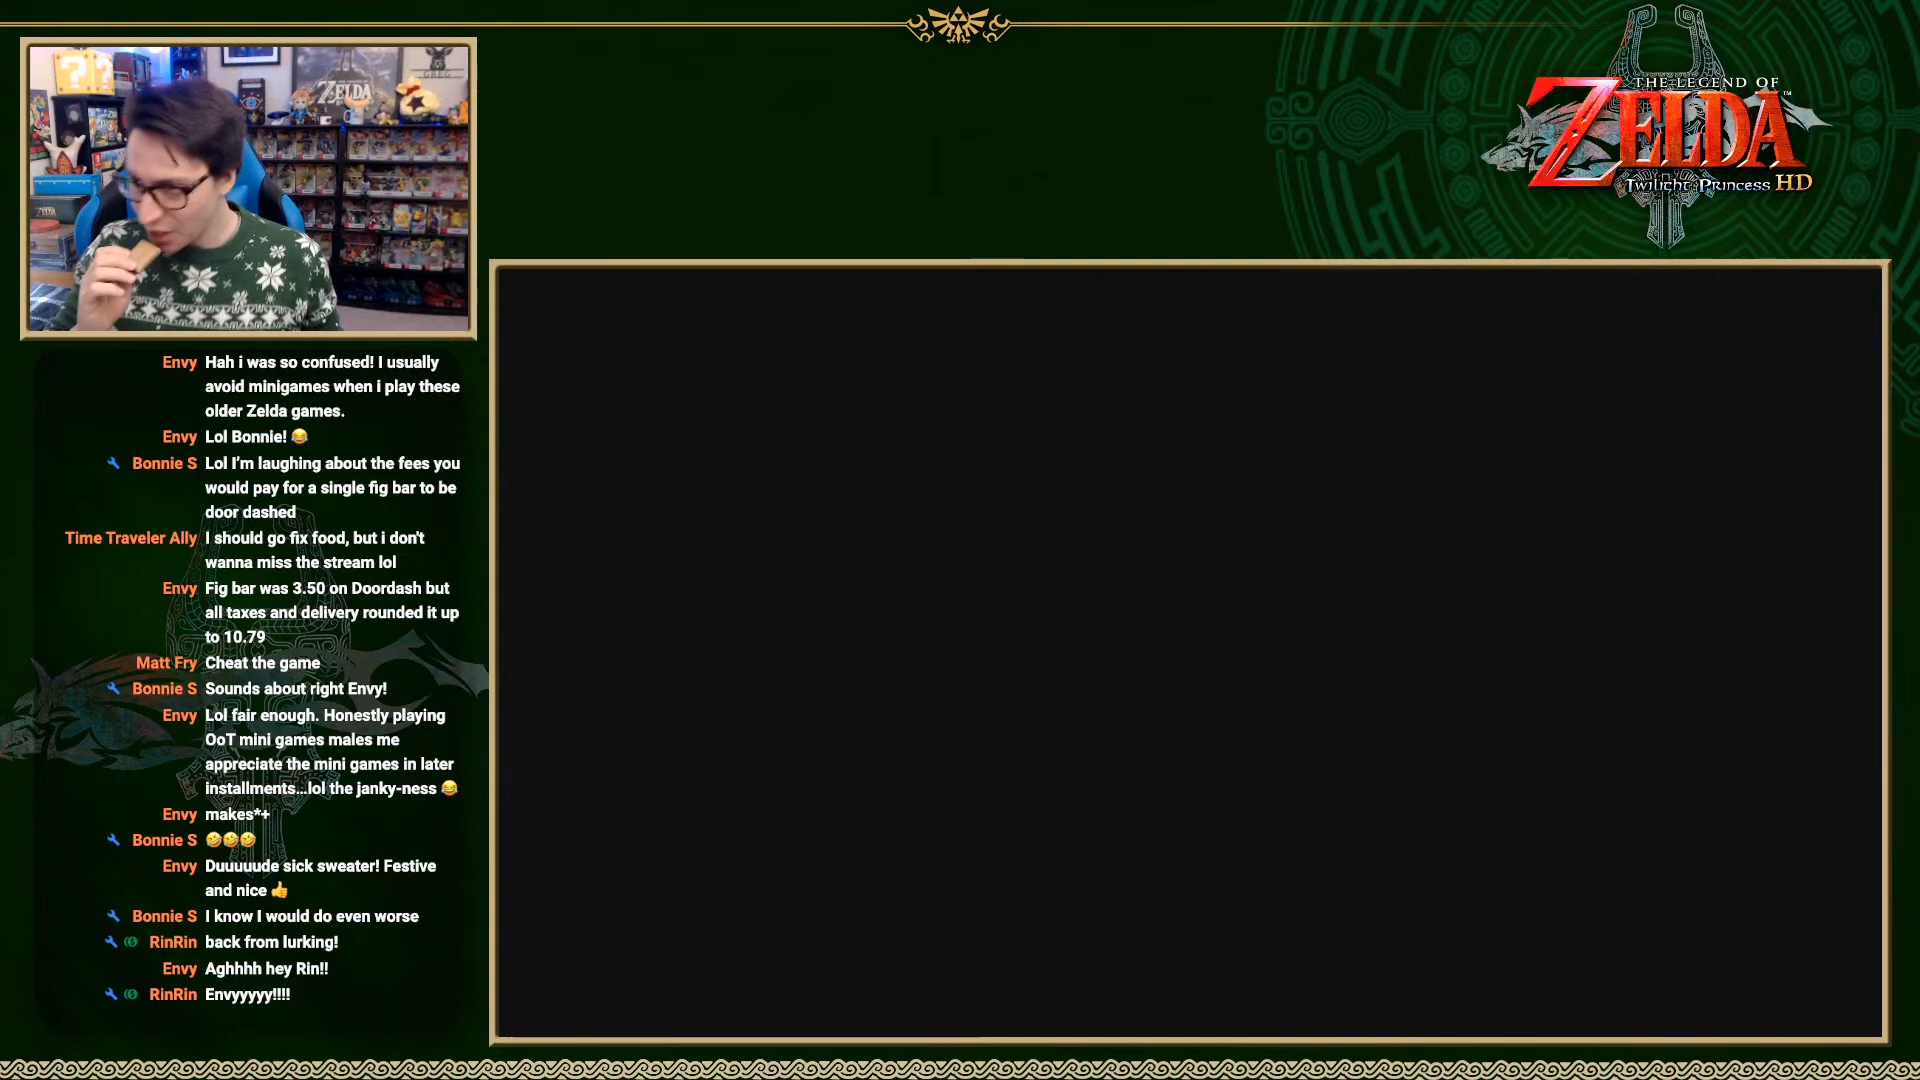 THE LEGEND OF
ZELDA™
Twilight Princess HD
ZELDA
Envy Hah i was so confused! I usually
avoid minigames when i play these
older Zelda games.
Envy Lol Bonnie! 😂
Bonnie S Lol I'm laughing about the fees you
would pay for a single fig bar to be
door dashed
Time Traveler Ally I should go fix food, but i don't
wanna miss the stream lol
Envy Fig bar was 3.50 on Doordash but
all taxes and delivery rounded it up
to 10.79
Matt Fry Cheat the game
Bonnie S Sounds about right Envy!
Envy Lol fair enough. Honestly playing
OoT mini games males me
appreciate the mini games in later
installments...lol the janky-ness 😂
Envy makes*+
Bonnie S 🤣🤣🤣
Envy Duuuuude sick sweater! Festive
and nice 👍
Bonnie S I know I would do even worse
RinRin back from lurking!
Envy Aghhhh hey Rin!!
RinRin Envyyyyy!!!!